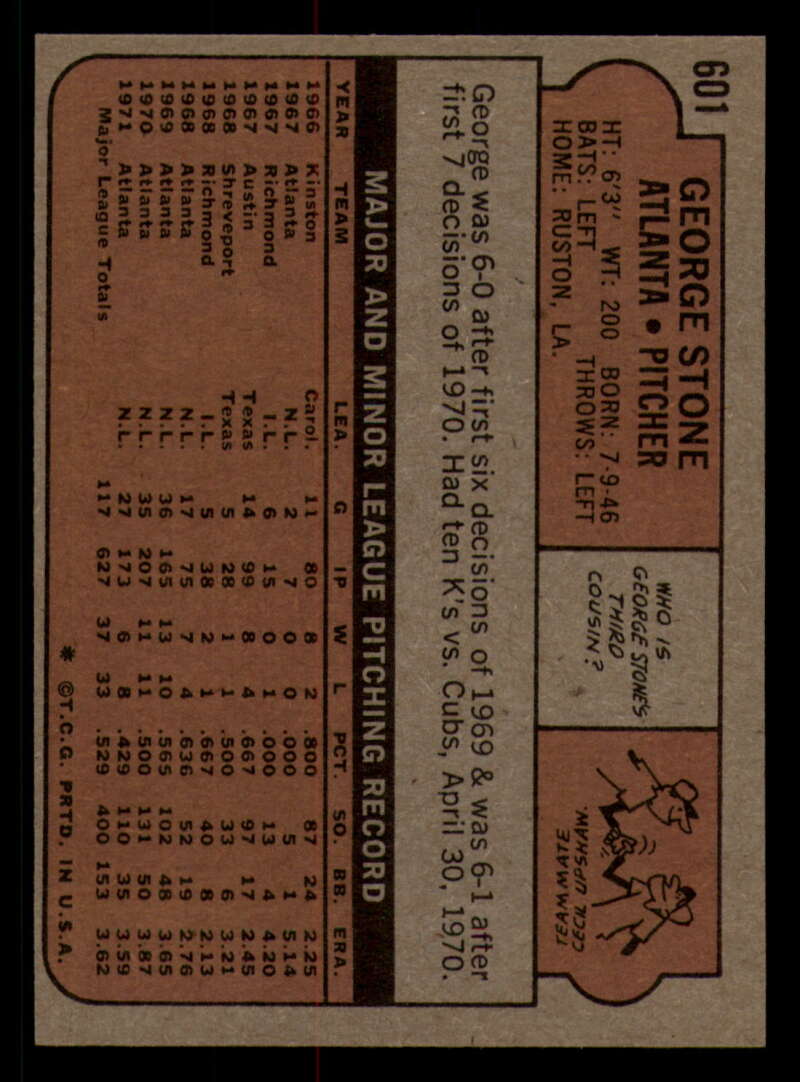 601
GEORGE STONE
ATLANTA • PITCHER
HT: 6'3" WT: 200 BORN: 7-9-46
BATS: LEFT THROWS: LEFT
HOME: RUSTON, LA.
WHO IS
GEORGE STONE'S
THIRD
COUSIN?
TEAMMATE
CECIL UPSHAW.
George was 6-0 after first six decisions of 1969 & was 6-1 after
first 7 decisions of 1970. Had ten K's vs. Cubs, April 30, 1970.
MAJOR AND MINOR LEAGUE PITCHING RECORD
YEAR TEAM LEA. G IP W L PCT. SO. BB. ERA.
1966 Kinston Carol. 11 80 8 2 .800 87 24 2.25
1967 Atlanta N.L. 2 7 0 0 .000 5 1 5.14
1967 Richmond I.L. 6 15 0 1 .000 13 4 4.20
1967 Austin Texas 14 99 8 4 .667 97 17 2.45
1968 Shreveport Texas 5 28 1 1 .500 33 6 3.21
1968 Richmond I.L. 5 38 2 1 .667 40 8 2.13
1968 Atlanta N.L. 17 75 7 4 .636 52 19 2.76
1969 Atlanta N.L. 36 165 13 10 .565 102 48 3.65
1970 Atlanta N.L. 35 207 11 11 .500 131 50 3.87
1971 Atlanta N.L. 27 173 6 8 .429 110 35 3.59
Major League Totals 117 627 37 33 .529 400 153 3.62
* ©T.C.G. PRTD. IN U.S.A.